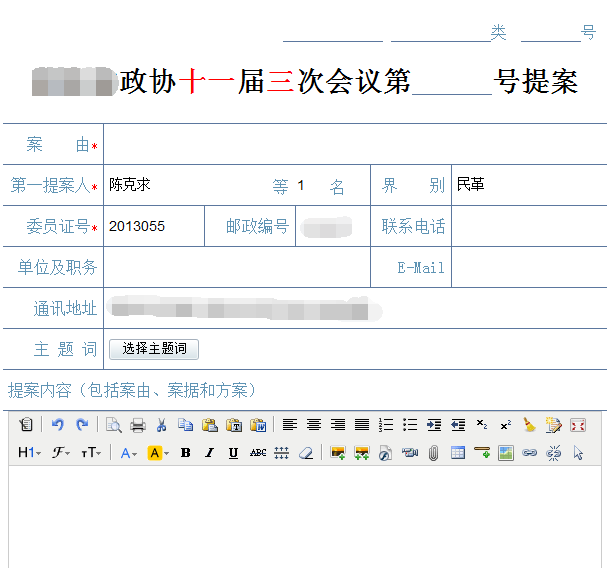 类 号
政协十一届三次会议第 号提案
案 由*
第一提案人* 陈克求 等 1 名 界 别 民革
委员证号* 2013055 邮政编号 联系电话
单位及职务 E-Mail
通讯地址
主 题 词 选择主题词
提案内容（包括案由、案据和方案）
H1 F тT A A B I U ABC